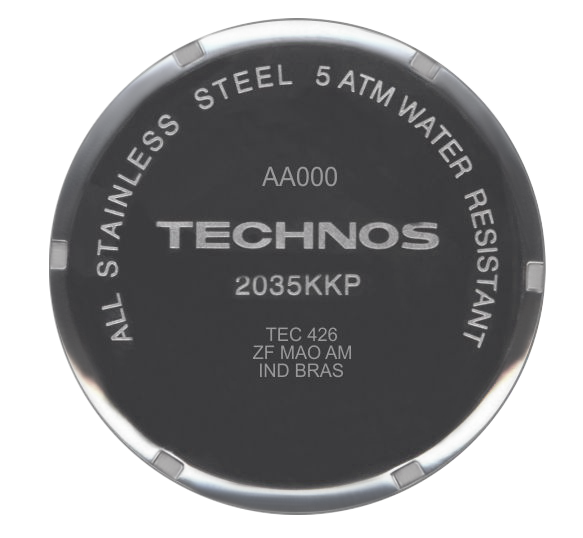 ALL STAINLESS STEEL 5 ATM WATER RESISTANT
AA000
TECHNOS
2035KKP
TEC 426
ZF MAO AM
IND BRAS